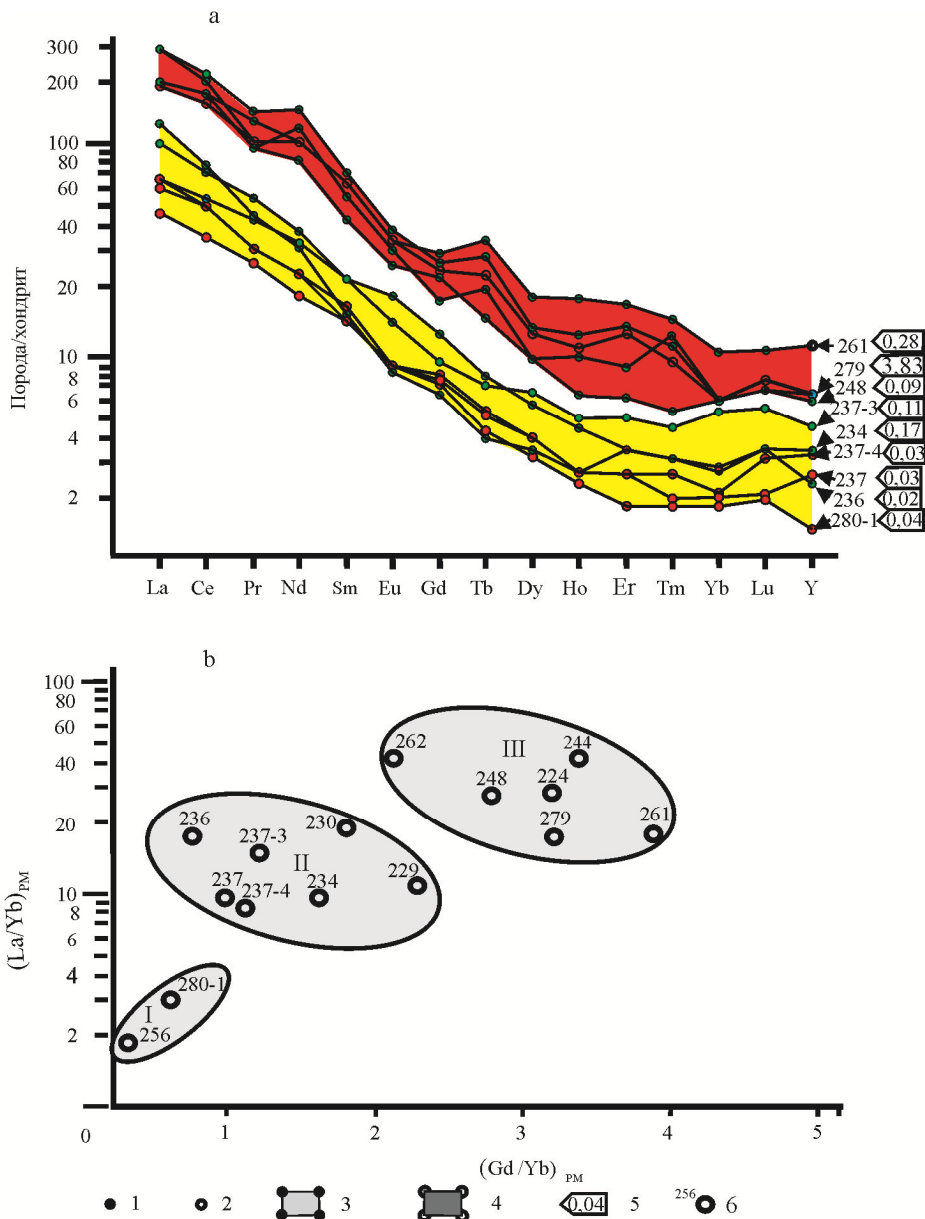 a
300
200
100
80
60
40
20
10
8
6
4
2
Порода/хондрит
261 0,28
279 3,83
248 0,09
237-3 0,11
234 0,17
237-4 0,03
237 0,03
236 0,02
280-1 0,04
La Ce Pr Nd Sm Eu Gd Tb Dy Ho Er Tm Yb Lu Y
b
100
80
60
40
20
10
8
6
4
2
(La/Yb)PM
262 III 244
248 224
279 261
236 237-3 230
II
237 237-4 234 229
280-1
I
256
0 1 2 3 4 5
(Gd/Yb) PM
1 2 3 4 0,04 5 256 6